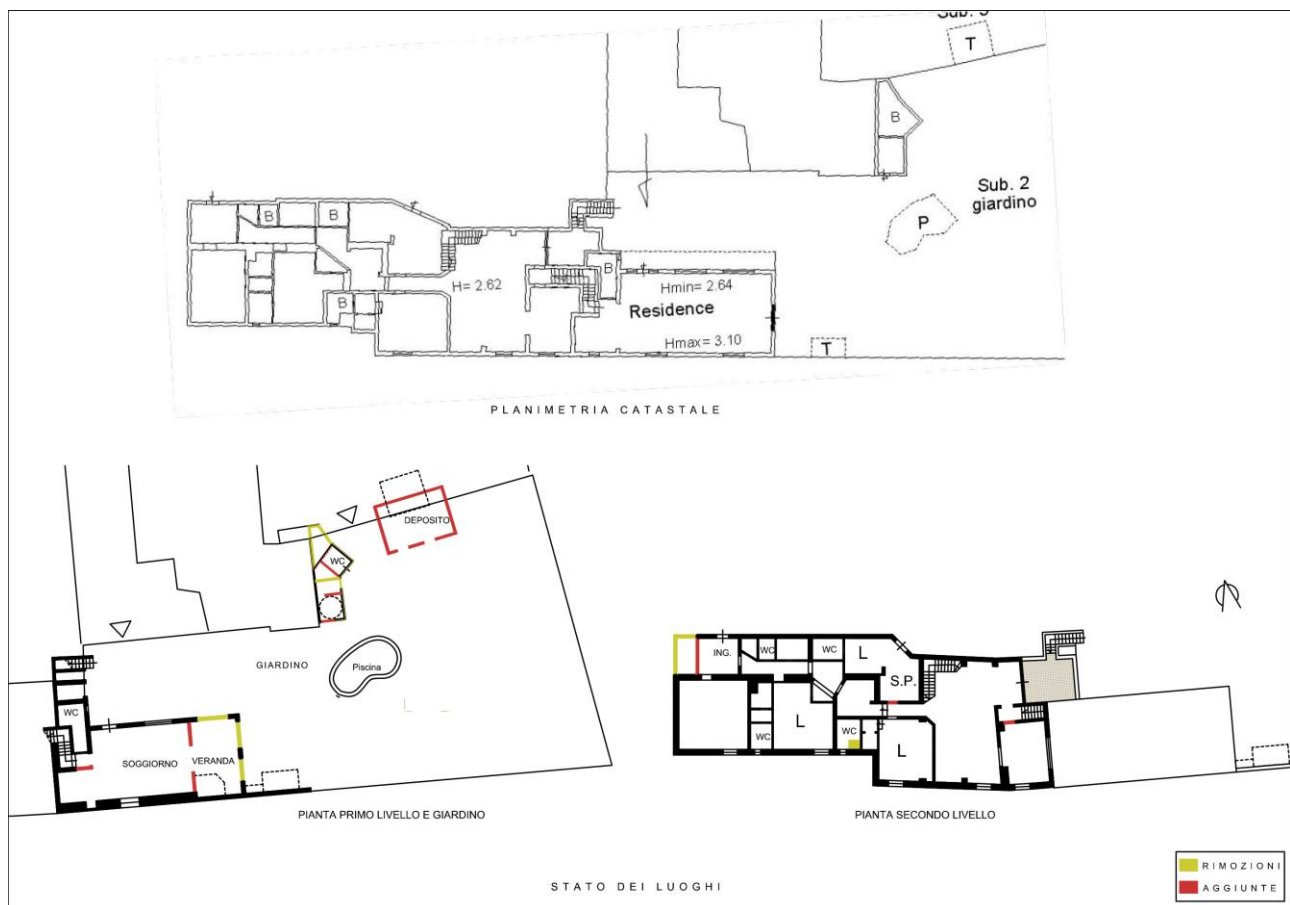 Sub. 3
T
B
Sub. 2
giardino
P
B
B
B
H= 2.62
Hmin= 2.64
Residence
B
Hmax= 3.10
T
PLANIMETRIA CATASTALE
DEPOSITO
WC
GIARDINO
Piscina
WC
SOGGIORNO
VERANDA
PIANTA PRIMO LIVELLO E GIARDINO
ING.
WC
WC
L
S.P.
L
WC
WC
L
PIANTA SECONDO LIVELLO
RIMOZIONI
AGGIUNTE
STATO DEI LUOGHI